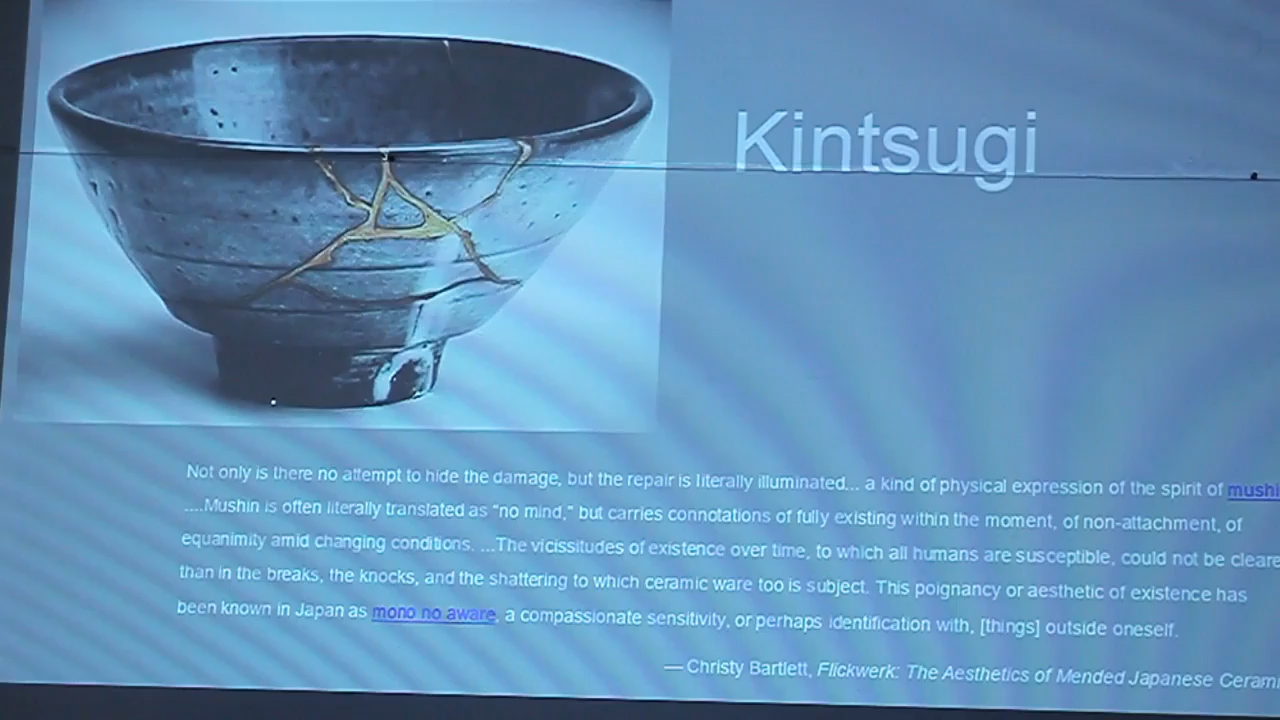 Kintsugi
Not only is there no attempt to hide the damage, but the repair is literally illuminated... a kind of physical expression of the spirit of mushi
....Mushin is often literally translated as “no mind,” but carries connotations of fully existing within the moment, of non-attachment, of
equanimity amid changing conditions. ...The vicissitudes of existence over time, to which all humans are susceptible, could not be cleare
than in the breaks, the knocks, and the shattering to which ceramic ware too is subject. This poignancy or aesthetic of existence has
been known in Japan as mono no aware, a compassionate sensitivity, or perhaps identification with, [things] outside oneself.
— Christy Bartlett, Flickwerk: The Aesthetics of Mended Japanese Cerami